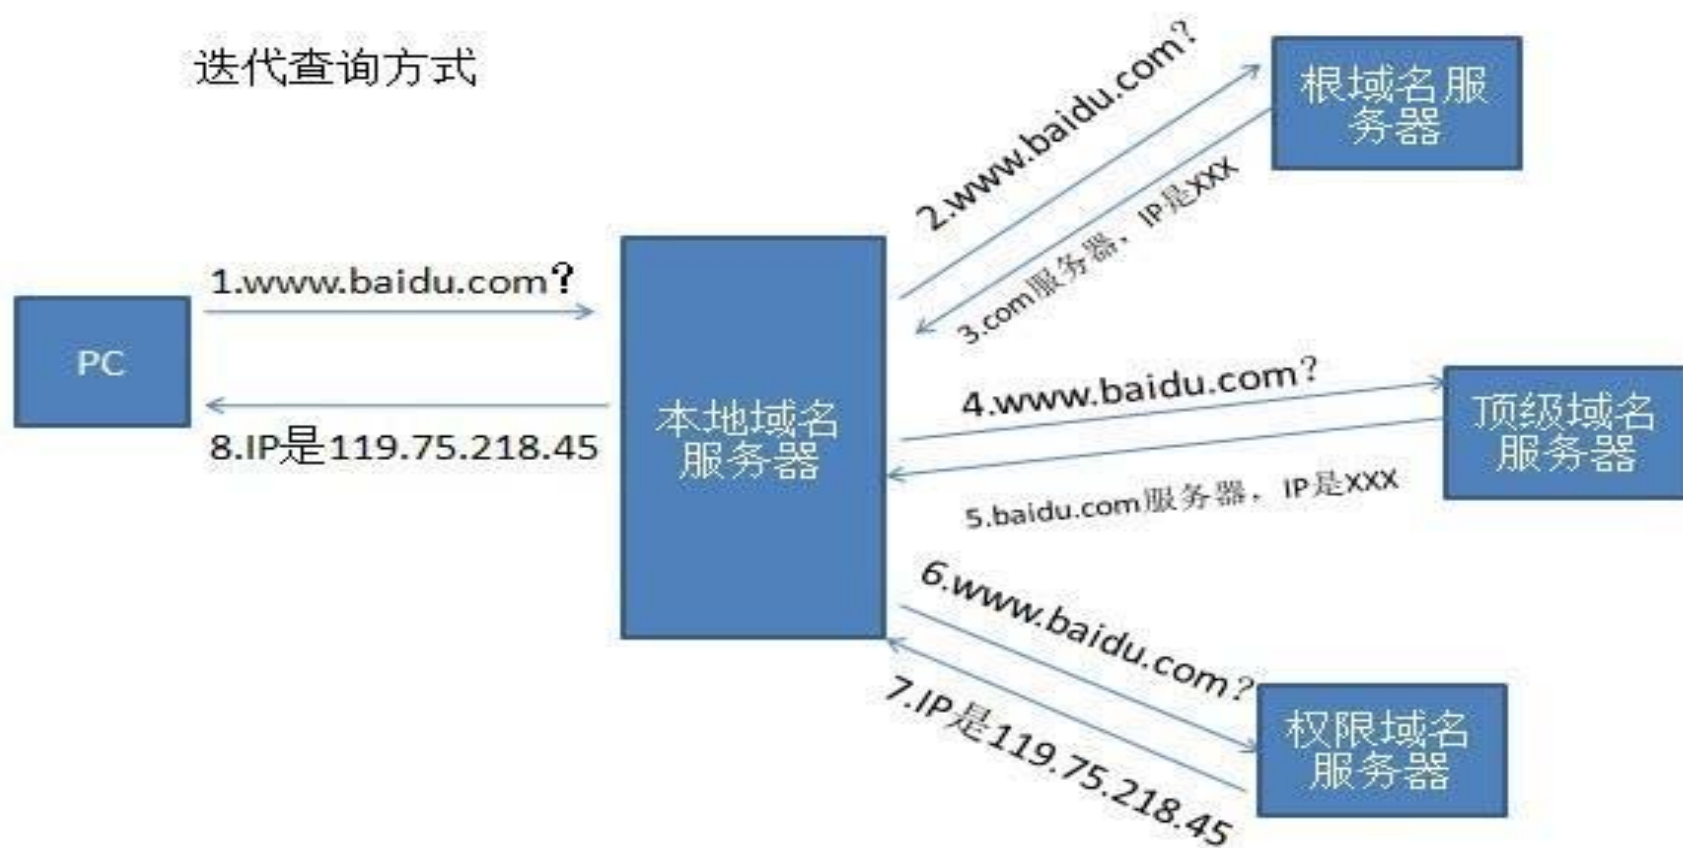 迭代查询方式
2.www.baidu.com?
根域名服
务器
3.com服务器，IP是XXX
1.www.baidu.com?
PC
本地域名
服务器
8.IP是119.75.218.45
4.www.baidu.com?
顶级域名
服务器
5.baidu.com服务器，IP是XXX
6.www.baidu.com?
权限域名
服务器
7.IP是119.75.218.45